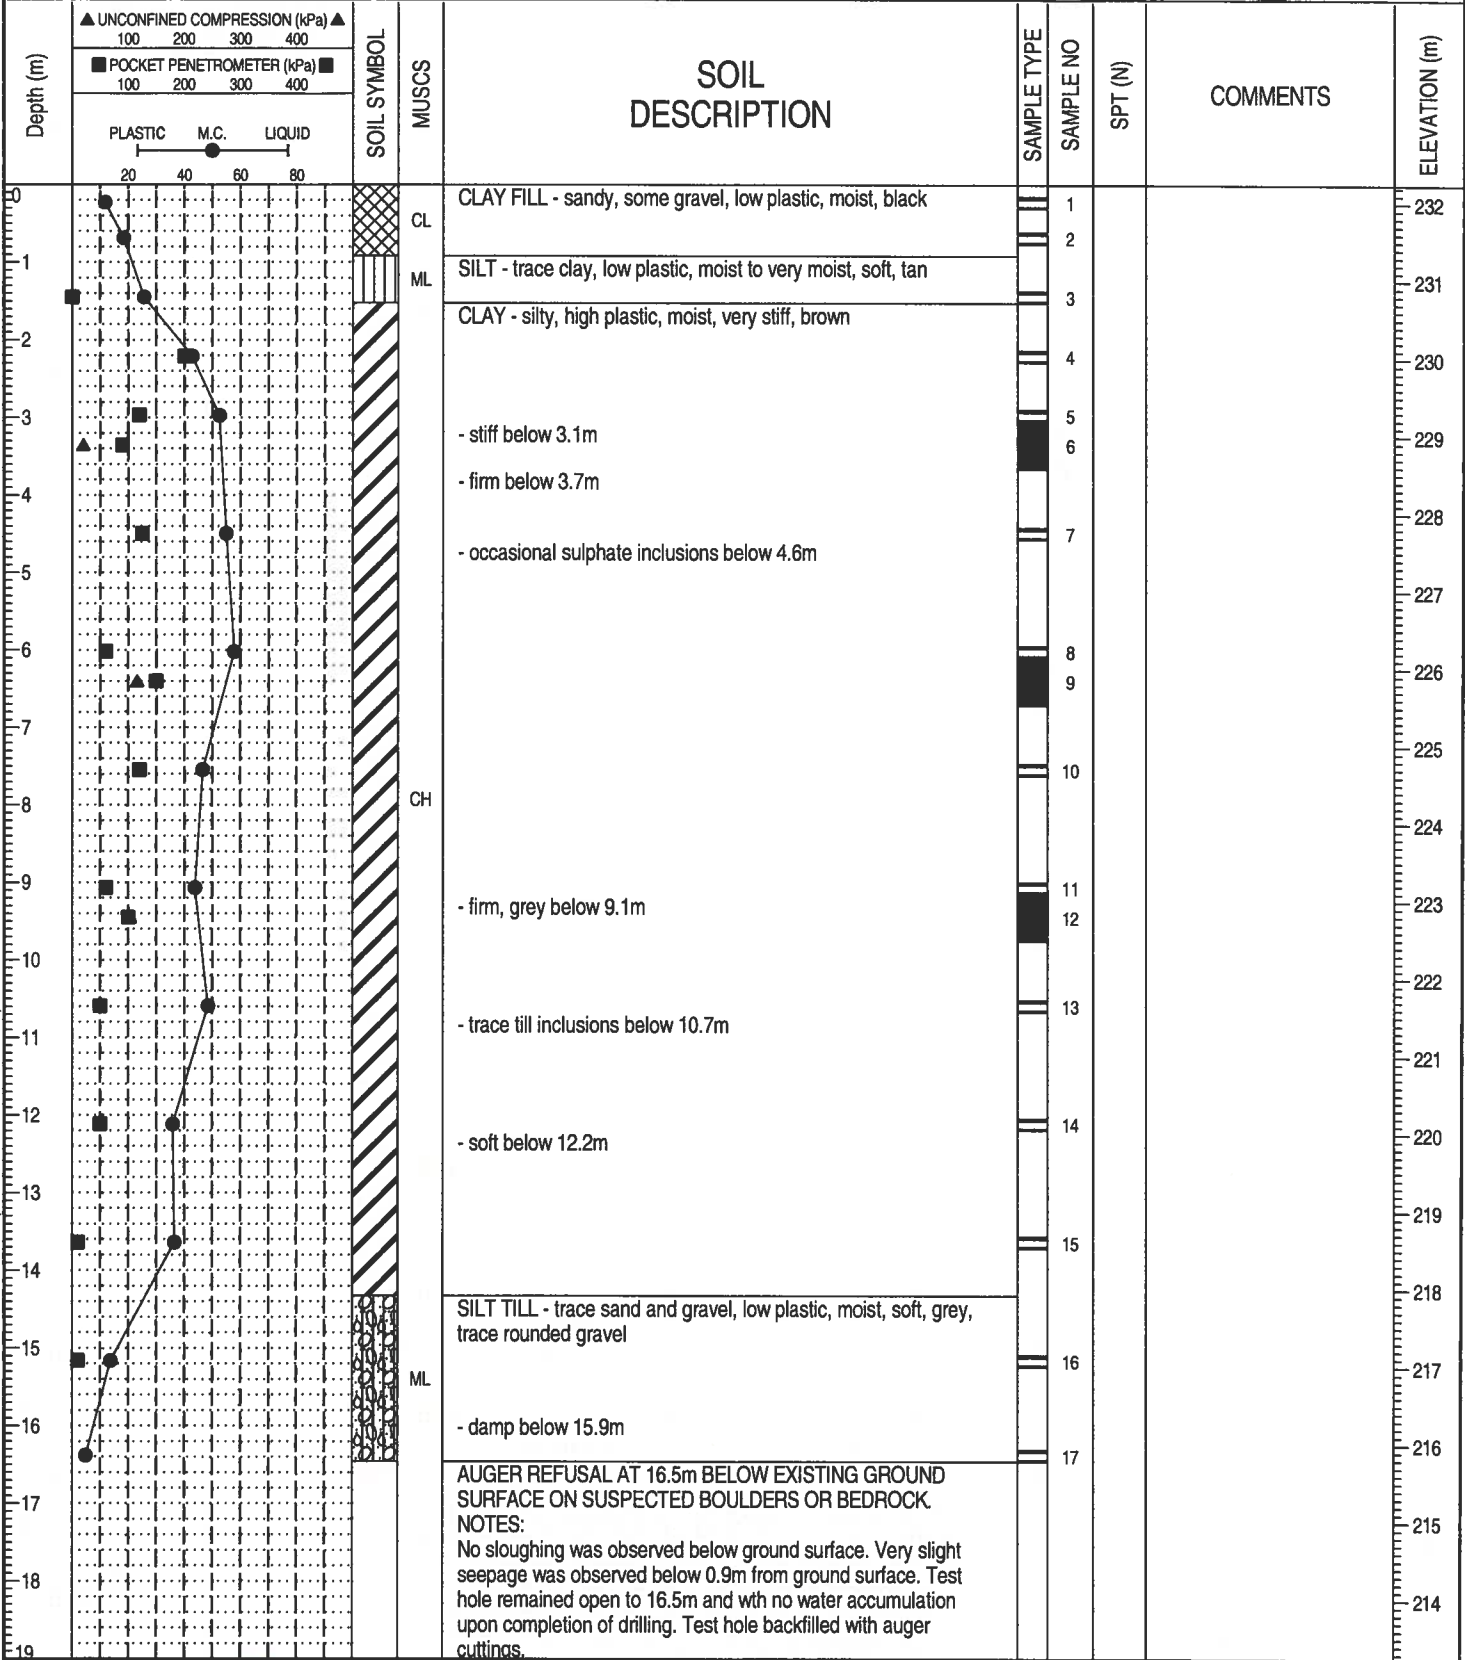 ▲ UNCONFINED COMPRESSION (kPa) ▲
100 200 300 400
■ POCKET PENETROMETER (kPa) ■
100 200 300 400
PLASTIC M.C. LIQUID
20 40 60 80
Depth (m)
SOIL SYMBOL
MUSCS
SOIL
DESCRIPTION
SAMPLE TYPE
SAMPLE NO
SPT (N)
COMMENTS
ELEVATION (m)
0
CL
CLAY FILL - sandy, some gravel, low plastic, moist, black
1
232
2
1
ML
SILT - trace clay, low plastic, moist to very moist, soft, tan
231
3
CLAY - silty, high plastic, moist, very stiff, brown
2
4
230
3
5
- stiff below 3.1m
6
229
- firm below 3.7m
4
228
7
- occasional sulphate inclusions below 4.6m
5
227
6
8
226
9
7
225
10
8
CH
224
9
11
- firm, grey below 9.1m
223
12
10
222
13
- trace till inclusions below 10.7m
11
221
12
14
- soft below 12.2m
220
13
219
15
14
218
SILT TILL - trace sand and gravel, low plastic, moist, soft, grey,
trace rounded gravel
15
16
217
ML
16
- damp below 15.9m
216
17
AUGER REFUSAL AT 16.5m BELOW EXISTING GROUND
SURFACE ON SUSPECTED BOULDERS OR BEDROCK.
17
NOTES:
215
No sloughing was observed below ground surface. Very slight
seepage was observed below 0.9m from ground surface. Test
18
hole remained open to 16.5m and wth no water accumulation
214
upon completion of drilling. Test hole backfilled with auger
cuttings.
19